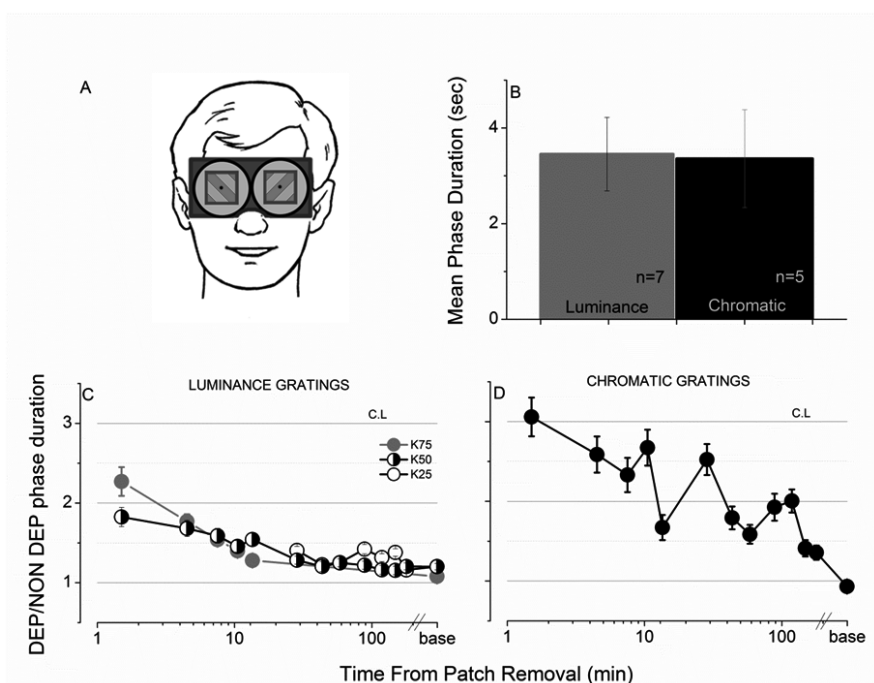 A
B
Mean Phase Duration (sec)
4
2
0
n=7
n=5
Luminance
Chromatic
C
LUMINANCE GRATINGS
C.L
K75
K50
K25
DEP/NON DEP phase duration
3
2
1
1
10
100
base
D
CHROMATIC GRATINGS
C.L
1
10
100
base
Time From Patch Removal (min)